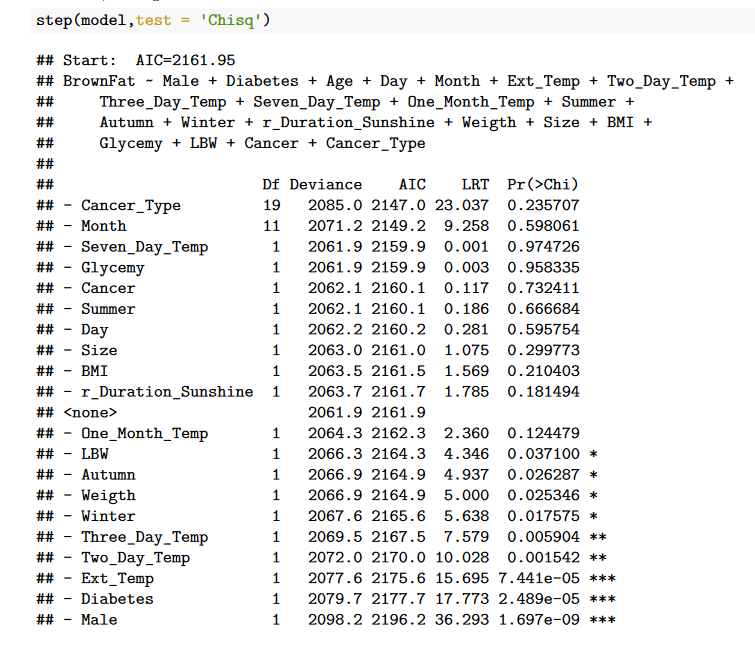 step(model,test = 'Chisq')
## Start:  AIC=2161.95
## BrownFat ~ Male + Diabetes + Age + Day + Month + Ext_Temp + Two_Day_Temp +
##     Three_Day_Temp + Seven_Day_Temp + One_Month_Temp + Summer +
##     Autumn + Winter + r_Duration_Sunshine + Weigth + Size + BMI +
##     Glycemy + LBW + Cancer + Cancer_Type
##
##                       Df Deviance    AIC    LRT  Pr(>Chi)
## - Cancer_Type         19   2085.0 2147.0 23.037  0.235707
## - Month               11   2071.2 2149.2  9.258  0.598061
## - Seven_Day_Temp       1   2061.9 2159.9  0.001  0.974726
## - Glycemy              1   2061.9 2159.9  0.003  0.958335
## - Cancer               1   2062.1 2160.1  0.117  0.732411
## - Summer               1   2062.1 2160.1  0.186  0.666684
## - Day                  1   2062.2 2160.2  0.281  0.595754
## - Size                 1   2063.0 2161.0  1.075  0.299773
## - BMI                  1   2063.5 2161.5  1.569  0.210403
## - r_Duration_Sunshine  1   2063.7 2161.7  1.785  0.181494
## <none>                     2061.9 2161.9
## - One_Month_Temp       1   2064.3 2162.3  2.360  0.124479
## - LBW                  1   2066.3 2164.3  4.346  0.037100 *
## - Autumn               1   2066.9 2164.9  4.937  0.026287 *
## - Weigth               1   2066.9 2164.9  5.000  0.025346 *
## - Winter               1   2067.6 2165.6  5.638  0.017575 *
## - Three_Day_Temp       1   2069.5 2167.5  7.579  0.005904 **
## - Two_Day_Temp         1   2072.0 2170.0 10.028  0.001542 **
## - Ext_Temp             1   2077.6 2175.6 15.695 7.441e-05 ***
## - Diabetes             1   2079.7 2177.7 17.773 2.489e-05 ***
## - Male                 1   2098.2 2196.2 36.293 1.697e-09 ***